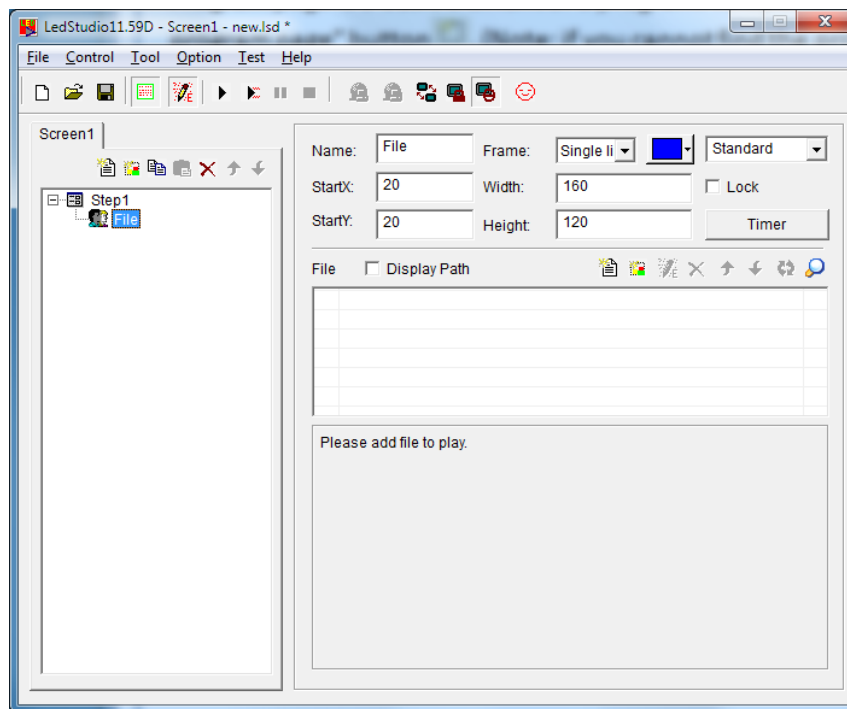 LedStudio11.59D - Screen1 - new.lsd *
File Control Tool Option Test Help
Screen1
Step1
File
Name: File Frame: Single li Standard
StartX: 20 Width: 160 Lock
StartY: 20 Height: 120 Timer
File Display Path
Please add file to play.